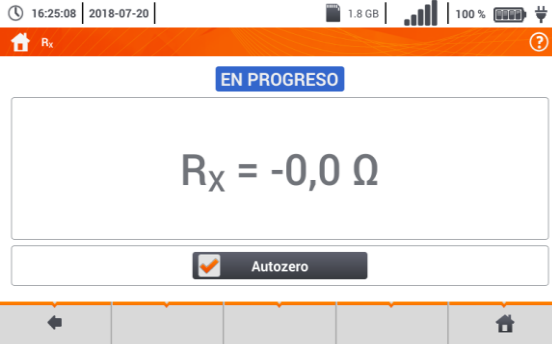 16:25:08 2018-07-20 1.8 GB 100 %
Rx
EN PROGRESO
Rx = -0,0 Ω
Autozero